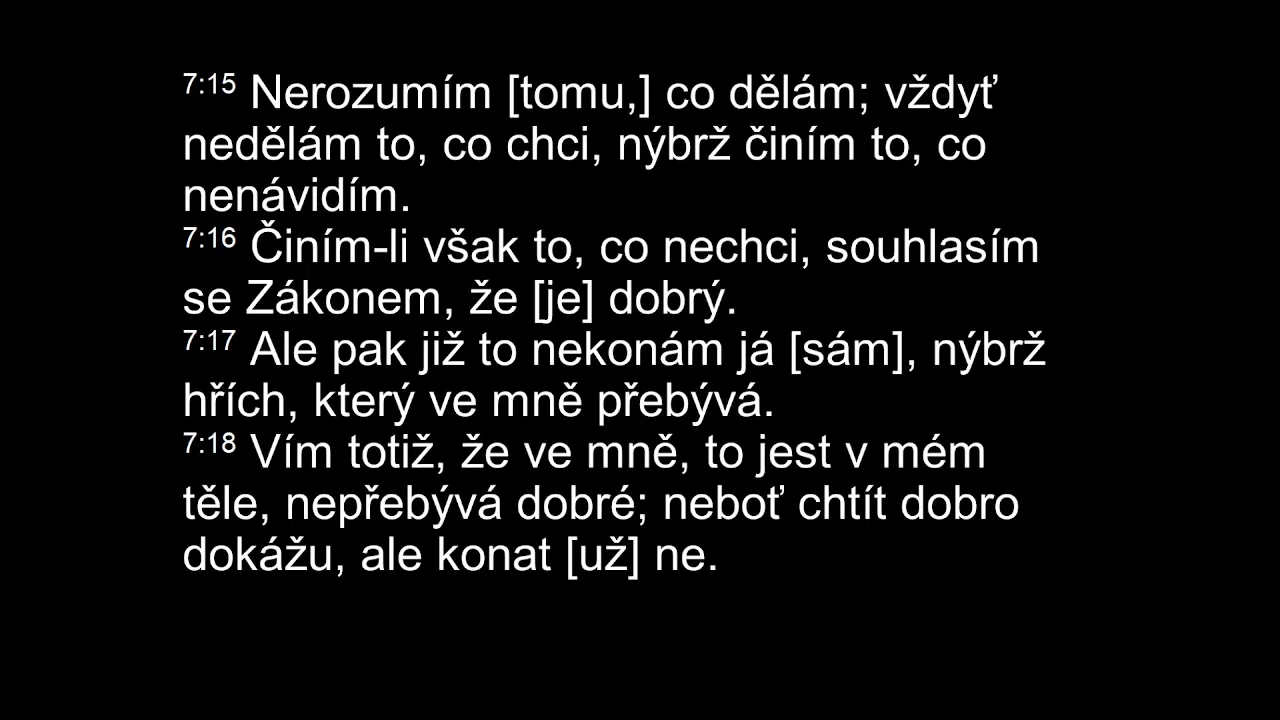 7:15 Nerozumím [tomu,] co dělám; vždyť
nedělám to, co chci, nýbrž činím to, co
nenávidím.
7:16 Činím-li však to, co nechci, souhlasím
se Zákonem, že [je] dobrý.
7:17 Ale pak již to nekonám já [sám], nýbrž
hřích, který ve mně přebývá.
7:18 Vím totiž, že ve mně, to jest v mém
těle, nepřebývá dobré; neboť chtít dobro
dokážu, ale konat [už] ne.